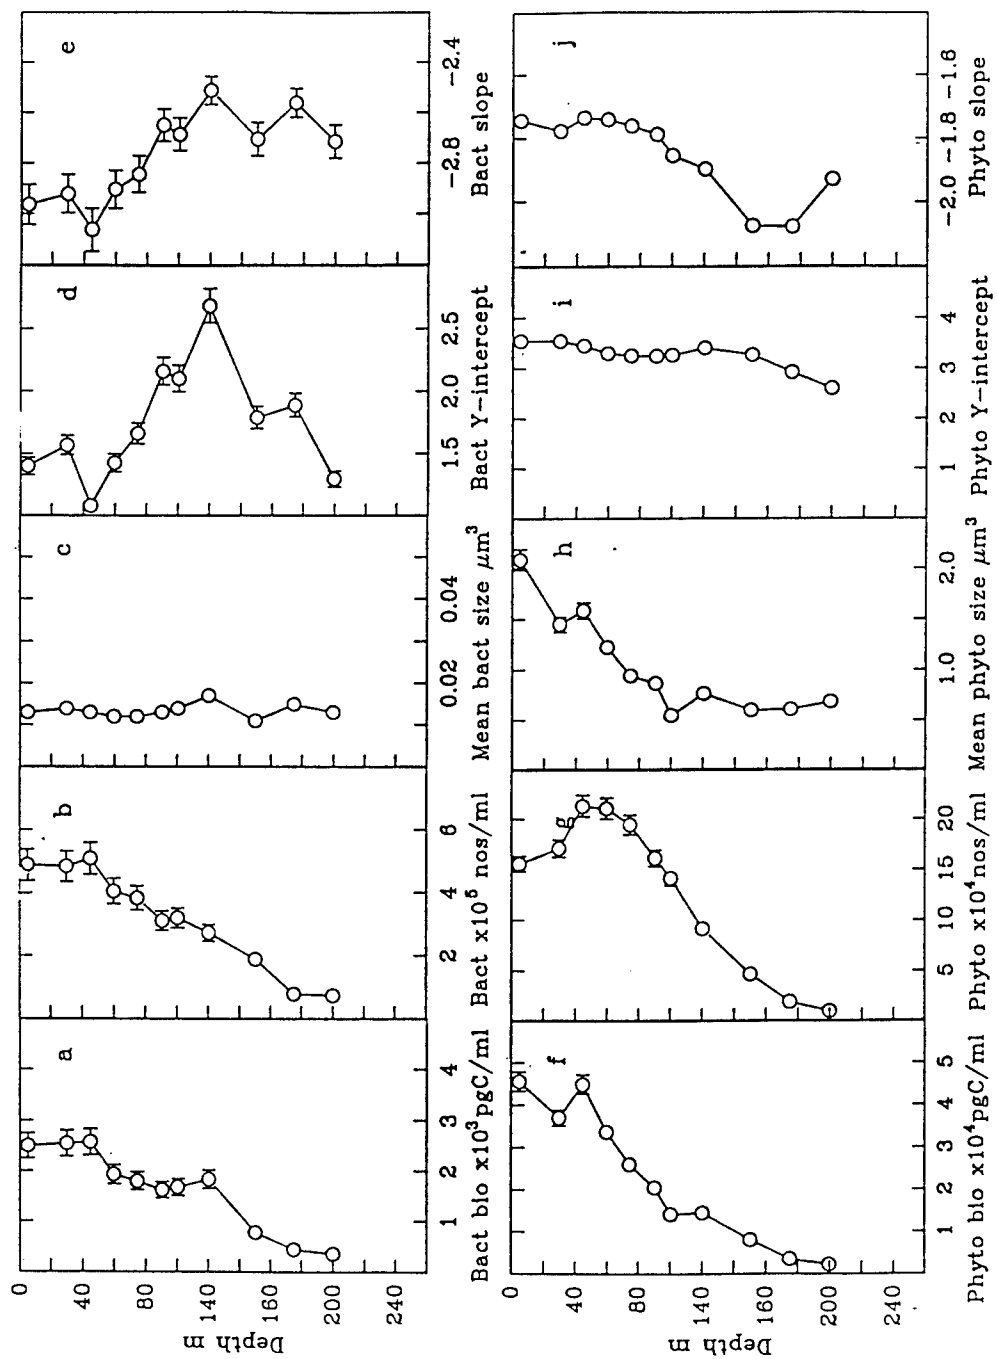 a
b
c
d
e
0
40
80
140
200
240
Depth m
1 2 3 4
2 4 6
0.02 0.04
1.5 2.0 2.5
-2.8 -2.4
Bact bio x10³pgC/ml
Bact x10⁵ nos/ml
Mean bact size μm³
Bact Y-intercept
Bact slope
f
g
h
i
j
0
40
80
140
200
Depth m
1 2 3 4 5
5 10 15 20
1.0 2.0
1 2 3 4
-2.0 -1.8 -1.6
Phyto bio x10⁴pgC/ml
Phyto x10⁴nos/ml
Mean phyto size μm³
Phyto Y-intercept
Phyto slope